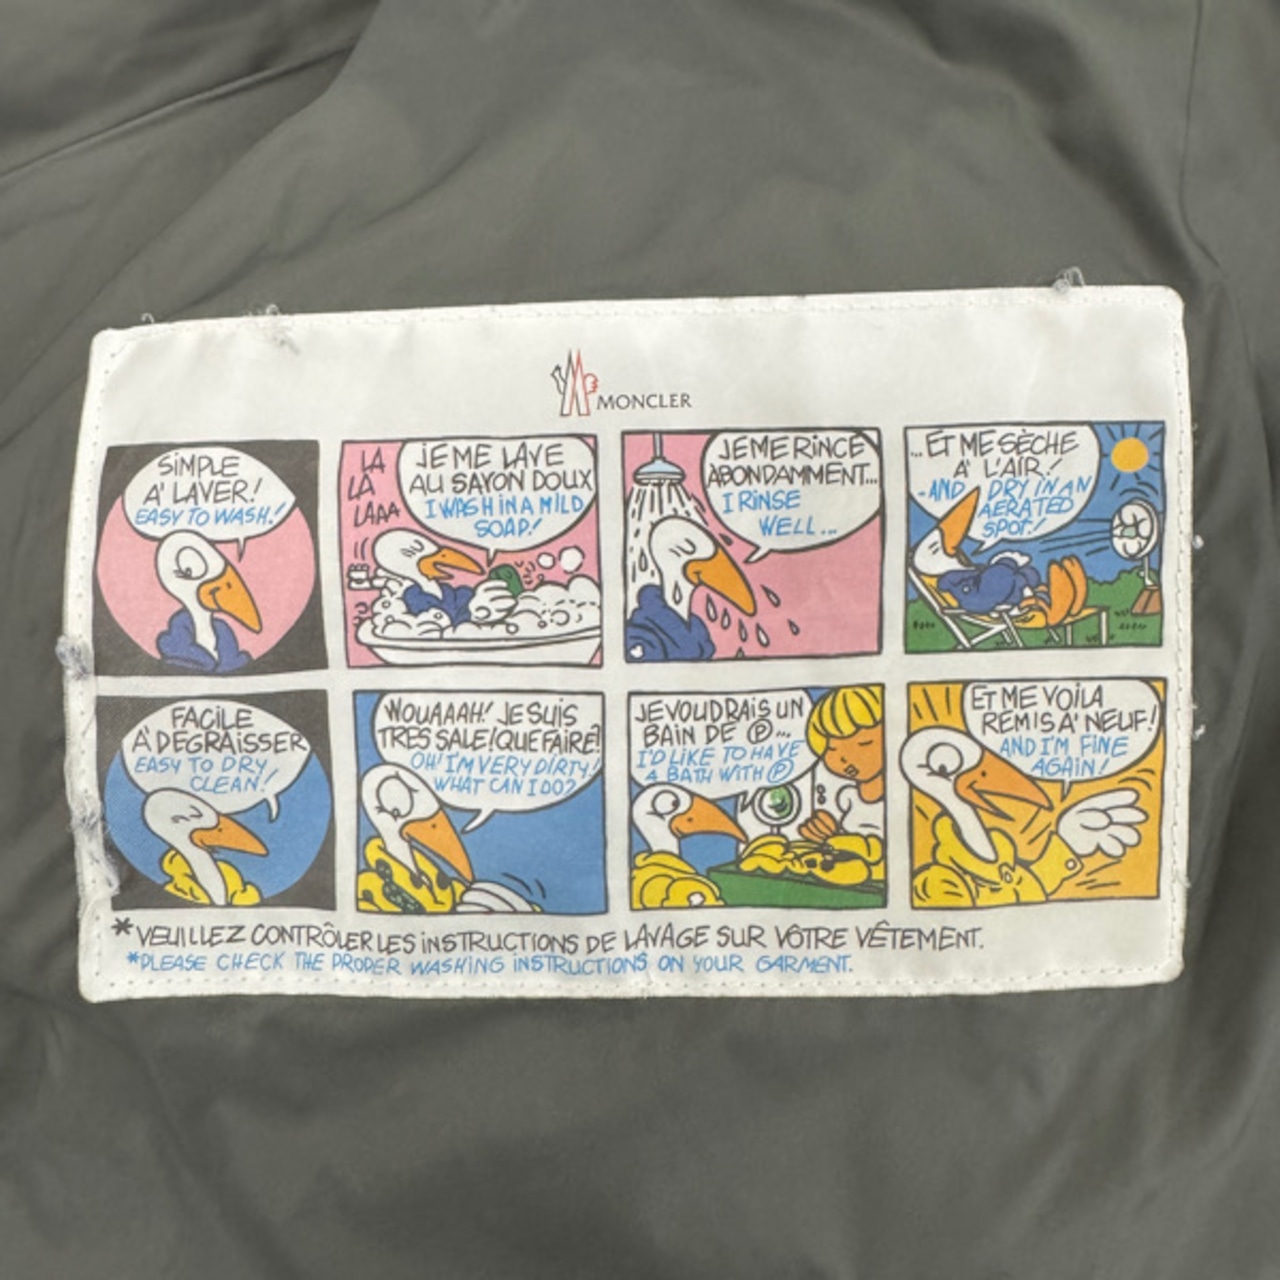 MONCLER
SIMPLE
A' LAVER!
EASY TO WASH!
LA
LA
LAAA
JE ME LAVE
AU SAVON DOUX
I WASH IN A MILD
SOAP!
JE ME RINCE
ABONDAMMENT...
I RINSE
WELL...
...ET ME SÈCHE
A' L'AIR!
-AND DRY IN AN
AERATED
SPOT!
FACILE
A' DEGRAISSER
EASY TO DRY
CLEAN!
WOUAAAH! JE SUIS
TRES SALE! QUE FAIRE?
OH! I'M VERY DIRTY!
WHAT CAN I DO?
JE VOUDRAIS UN
BAIN DE Ⓟ...
I'D LIKE TO HAVE
A BATH WITH Ⓟ
ET ME VOILA
REMIS A' NEUF!
AND I'M FINE
AGAIN!
*VEUILLEZ CONTRÔLER LES INSTRUCTIONS DE LAVAGE SUR VÔTRE VÊTEMENT.
*PLEASE CHECK THE PROPER WASHING INSTRUCTIONS ON YOUR GARMENT.